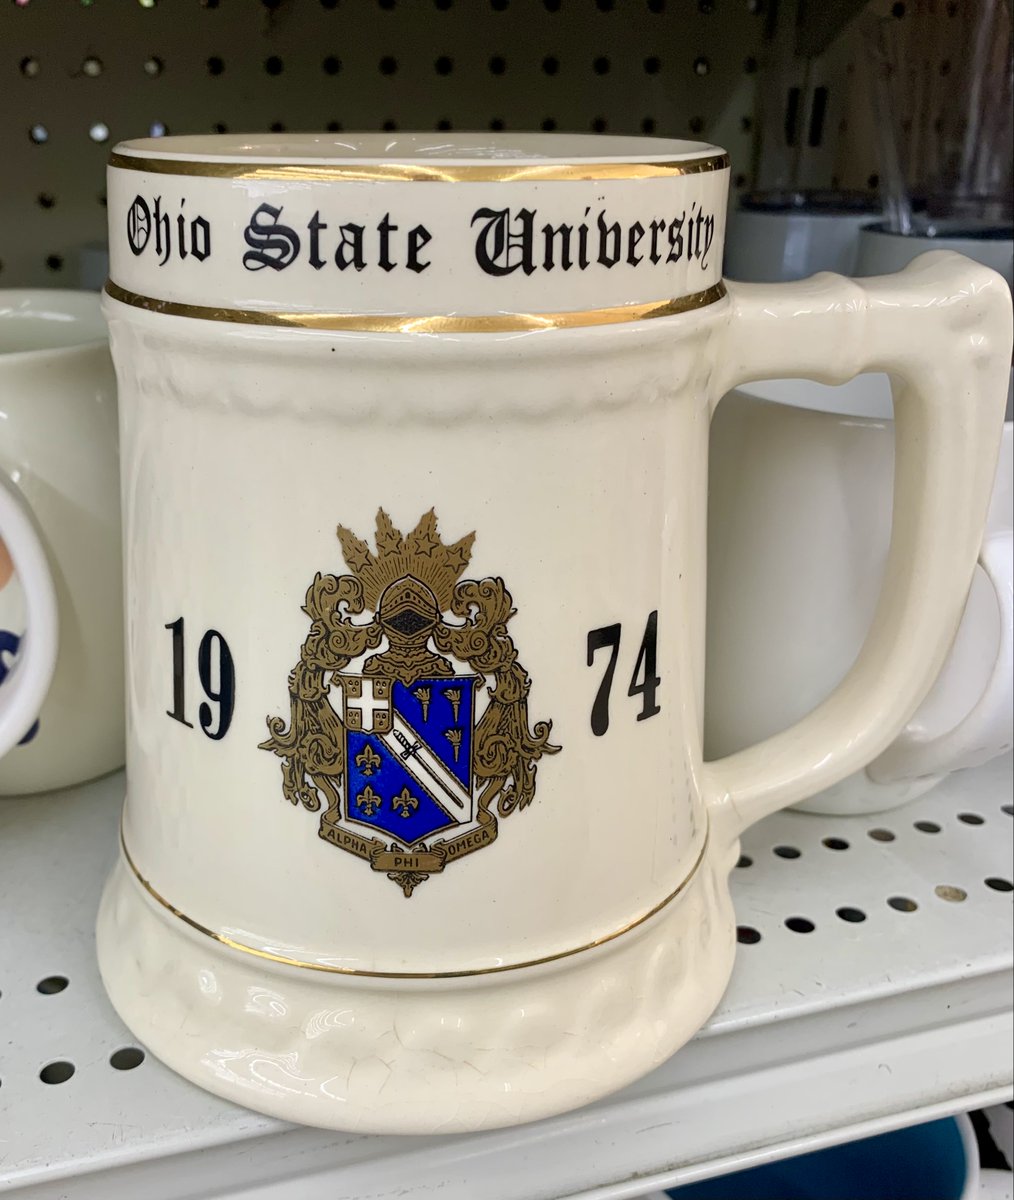 Ohio State University
19 74
ALPHA PHI OMEGA